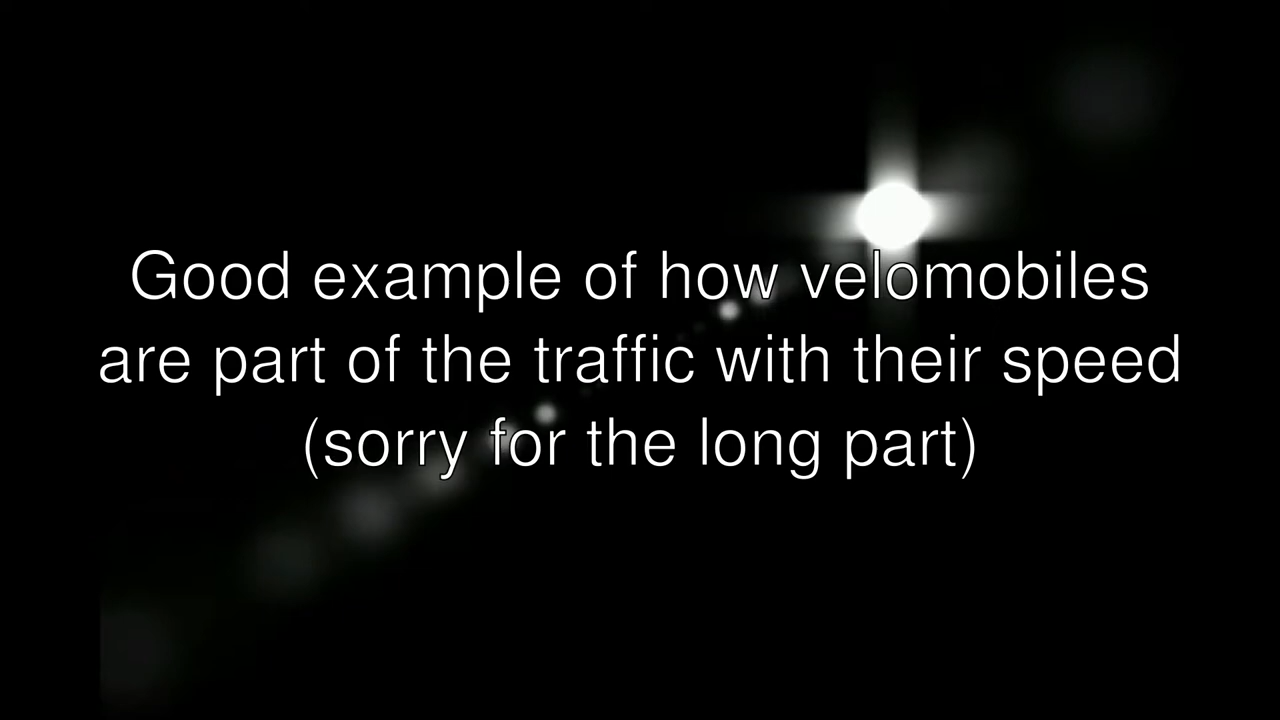 Good example of how velomobiles
are part of the traffic with their speed
(sorry for the long part)